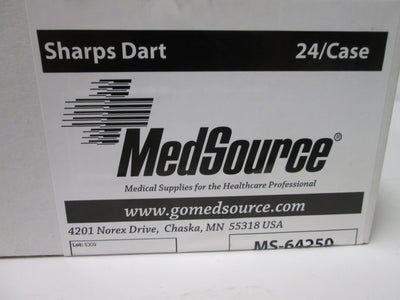 Sharps Dart 24/Case
MedSource®
Medical Supplies for the Healthcare Professional
www.gomedsource.com
4201 Norex Drive, Chaska, MN 55318 USA
Lot: 5309
MS-64250